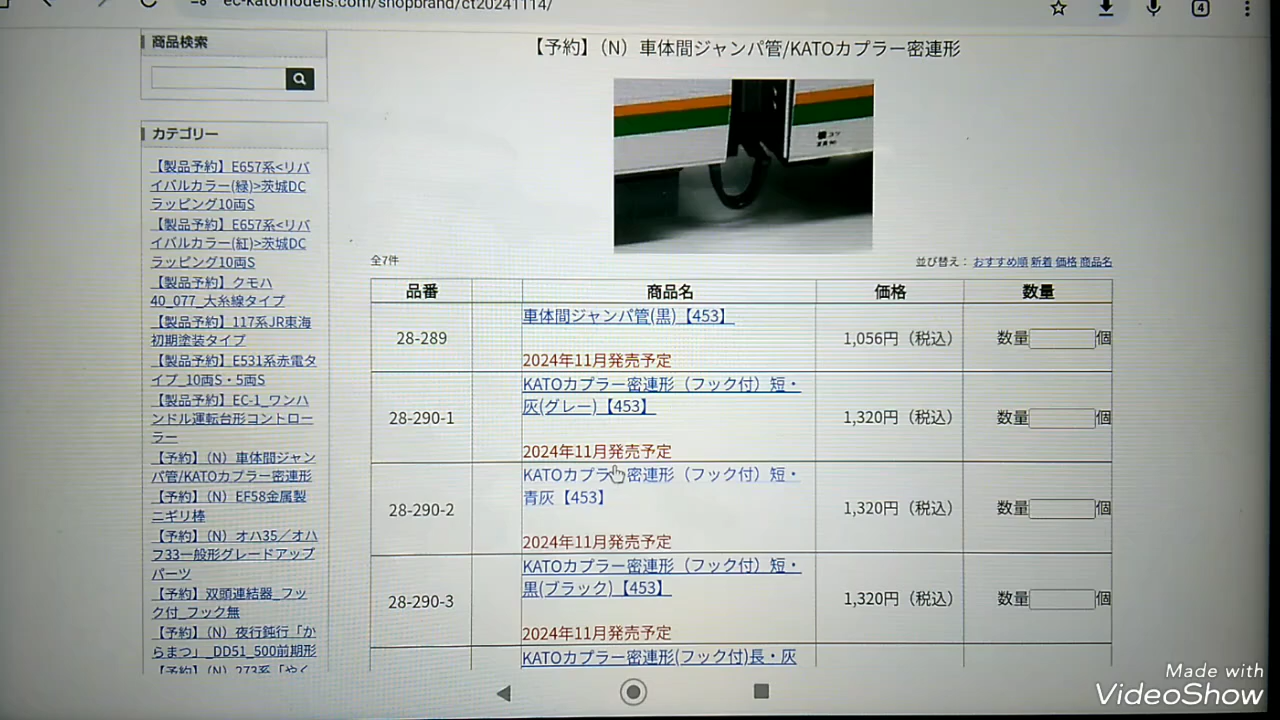 ec-katomodels.com/shopbrand/ct20241114/
4
商品検索
カテゴリー
【製品予約】E657系<リバ
イバルカラー(緑)>茨城DC
ラッピング10両S
【製品予約】E657系<リバ
イバルカラー(紅)>茨城DC
ラッピング10両S
【製品予約】クモハ
40_077_大糸線タイプ
【製品予約】117系JR東海
初期塗装タイプ
【製品予約】E531系赤電タ
イプ_10両S・5両S
【製品予約】EC-1_ワンハ
ンドル運転台形コントロー
ラー
【予約】（N）車体間ジャン
パ管/KATOカプラー密連形
【予約】（N）EF58金属製
ニギリ棒
【予約】（N）オハ35／オハ
フ33一般形グレードアップ
パーツ
【予約】双頭連結器_フッ
ク付_フック無
【予約】（N）夜行鈍行「か
らまつ」_DD51_500前期形
【予約】（N）273系「やく
【予約】（N）車体間ジャンパ管/KATOカプラー密連形
全7件
並び替え： おすすめ順 新着 価格 商品名
品番 商品名 価格 数量
28-289 車体間ジャンパ管(黒)【453】 1,056円（税込） 数量 個
2024年11月発売予定
KATOカプラー密連形（フック付）短・
灰(グレー)【453】
28-290-1 1,320円（税込） 数量 個
2024年11月発売予定
KATOカプラー密連形（フック付）短・
青灰【453】
28-290-2 1,320円（税込） 数量 個
2024年11月発売予定
KATOカプラー密連形（フック付）短・
黒(ブラック)【453】
28-290-3 1,320円（税込） 数量 個
2024年11月発売予定
KATOカプラー密連形(フック付)長・灰
Made with
VideoShow